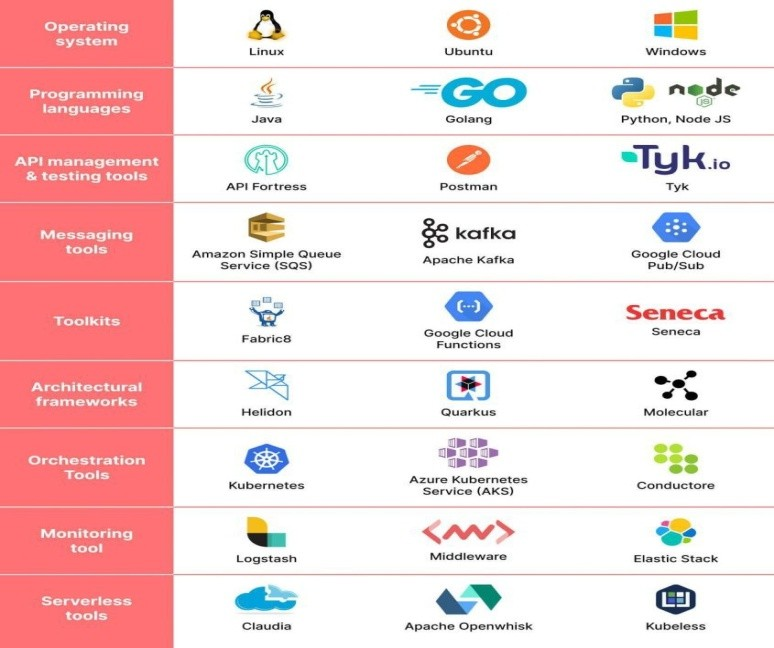 Operating
system
Linux
Ubuntu
Windows
Programming
languages
GO
node
JS
Java
Golang
Python, Node JS
API management
& testing tools
Tyk.io
API Fortress
Postman
Tyk
Messaging
tools
kafka
Amazon Simple Queue
Service (SQS)
Apache Kafka
Google Cloud
Pub/Sub
Toolkits
Seneca
Fabric8
Google Cloud
Functions
Seneca
Architectural
frameworks
Helidon
Quarkus
Molecular
Orchestration
Tools
Kubernetes
Azure Kubernetes
Service (AKS)
Conductore
Monitoring
tool
Logstash
Middleware
Elastic Stack
Serverless
tools
Claudia
Apache Openwhisk
Kubeless